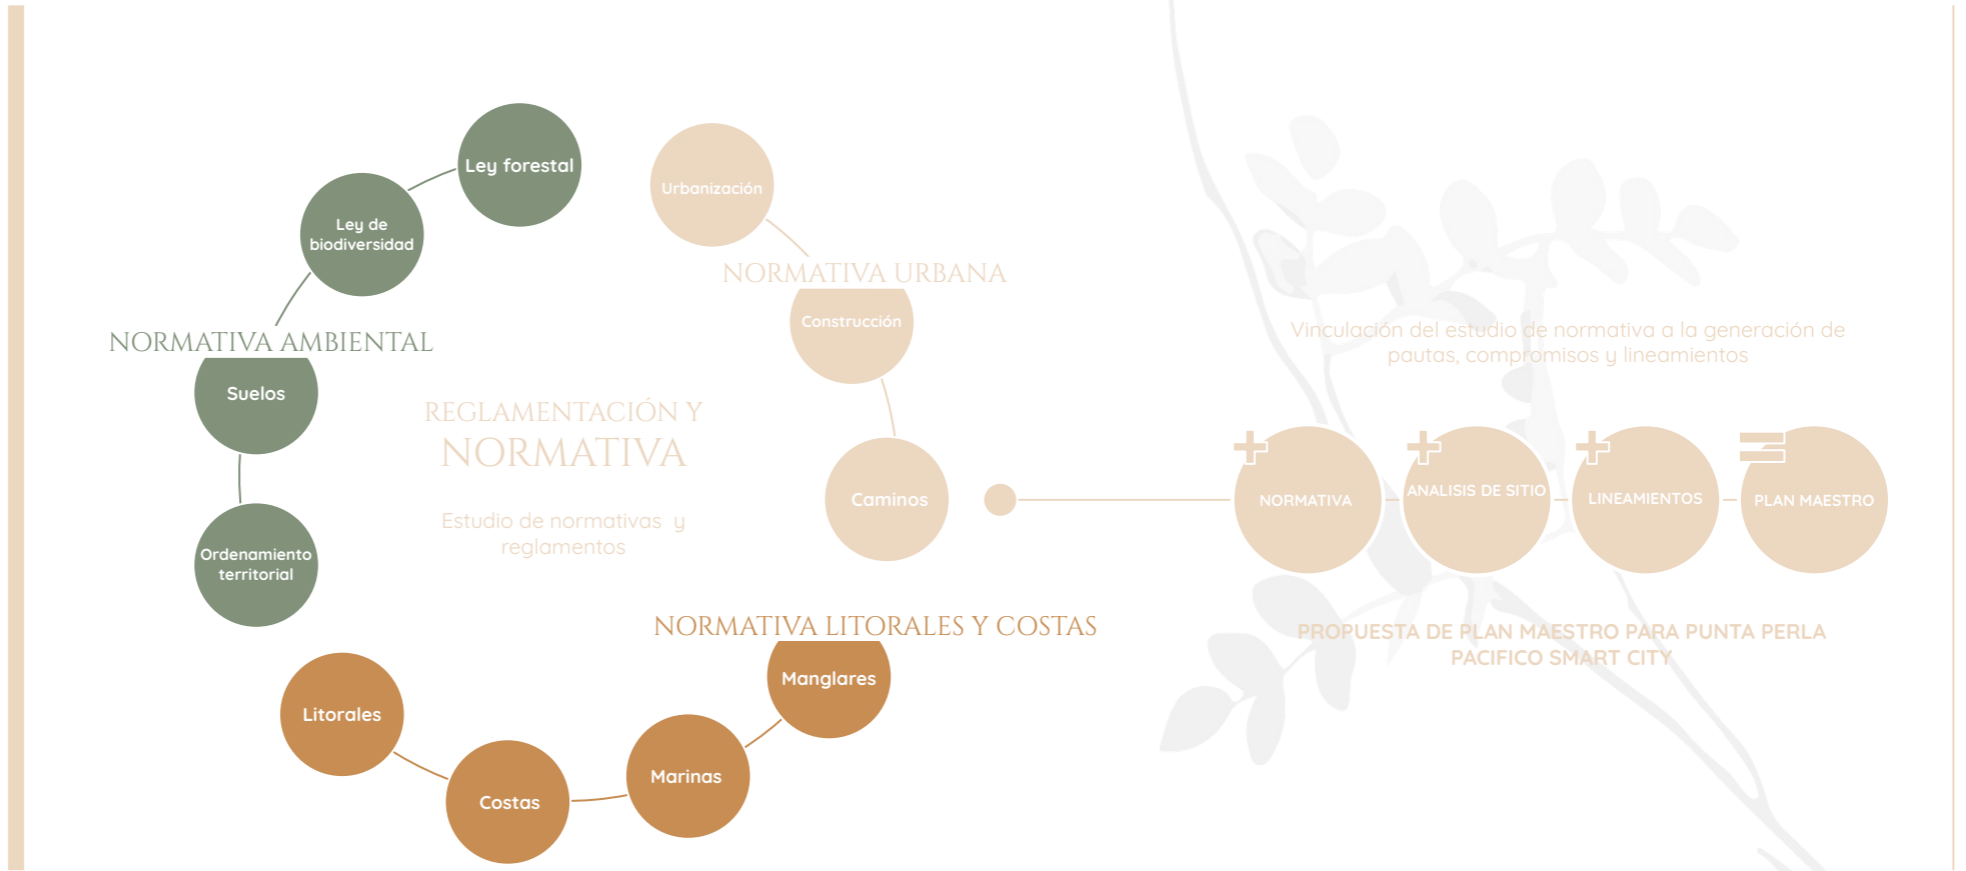 Ley forestal
Ley de
biodiversidad
NORMATIVA AMBIENTAL
Suelos
Ordenamiento
territorial
Urbanización
NORMATIVA URBANA
Construcción
Caminos
REGLAMENTACIÓN Y
NORMATIVA
Estudio de normativas y
reglamentos
NORMATIVA LITORALES Y COSTAS
Litorales
Costas
Marinas
Manglares
Vinculación del estudio de normativa a la generación de
pautas, compromisos y lineamientos
+
NORMATIVA
+
ANALISIS DE SITIO
+
LINEAMIENTOS
=
PLAN MAESTRO
PROPUESTA DE PLAN MAESTRO PARA PUNTA PERLA
PACIFICO SMART CITY